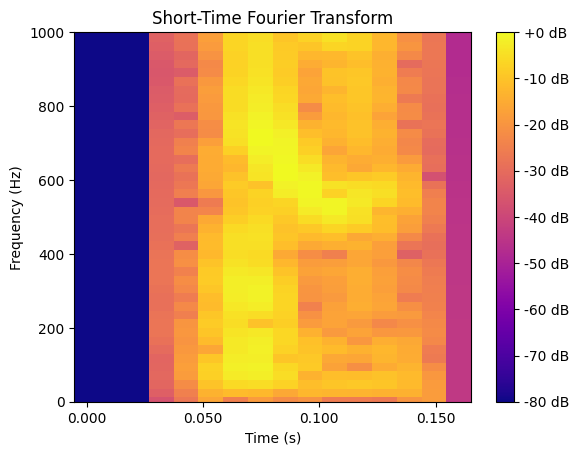 Short-Time Fourier Transform
1000
800
600
400
200
0
Frequency (Hz)
0.000
0.050
0.100
0.150
Time (s)
+0 dB
-10 dB
-20 dB
-30 dB
-40 dB
-50 dB
-60 dB
-70 dB
-80 dB